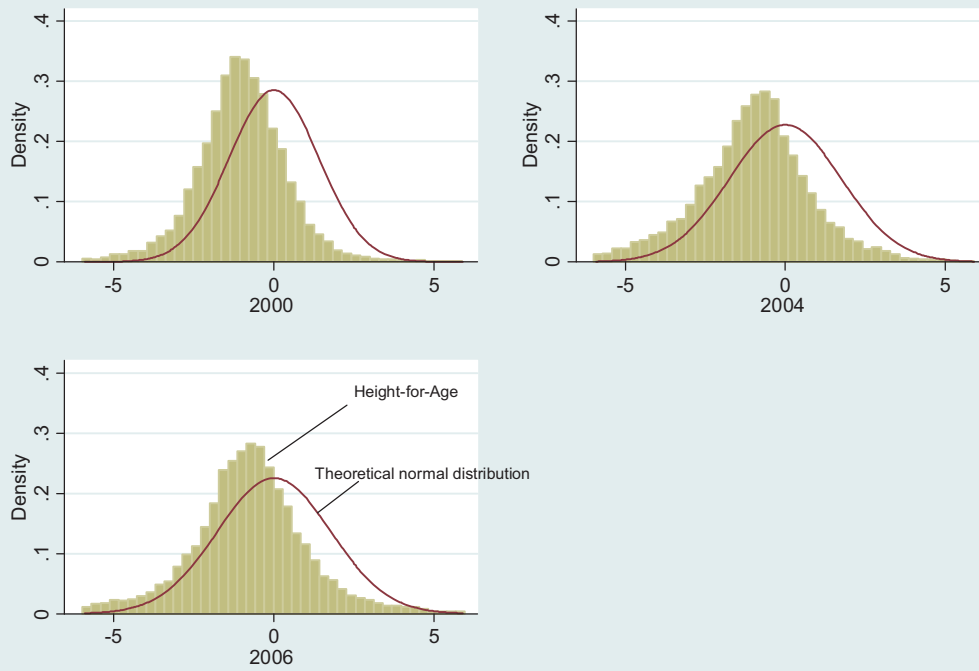 .4
.3
.2
.1
0
Density
-5 0 5
2000
.4
.3
.2
.1
0
Density
-5 0 5
2004
.4
.3
.2
.1
0
Density
Height-for-Age
Theoretical normal distribution
-5 0 5
2006